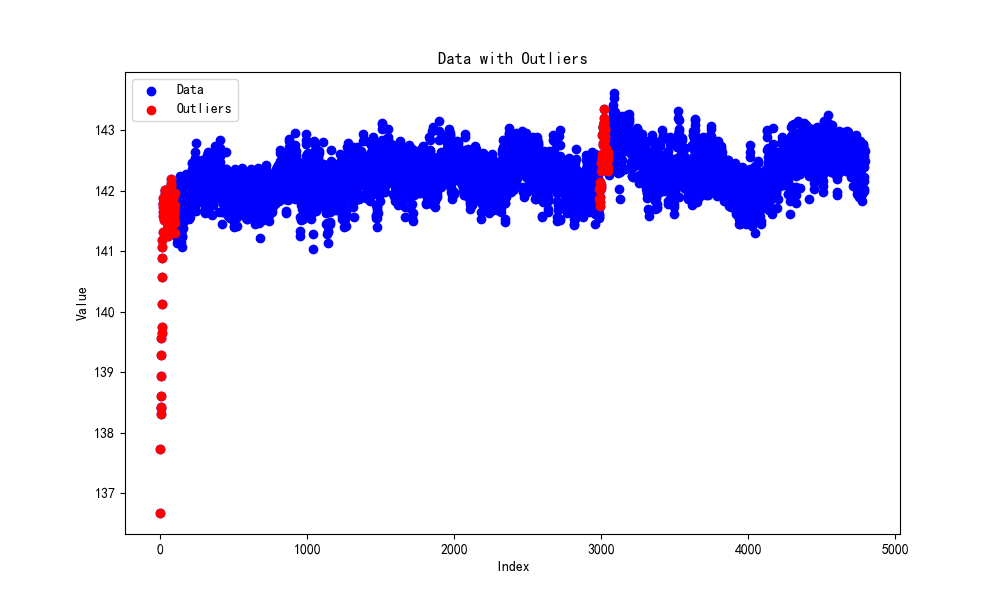 Data with Outliers
Data
Outliers
143
142
141
140
139
138
137
Value
0 1000 2000 3000 4000 5000
Index